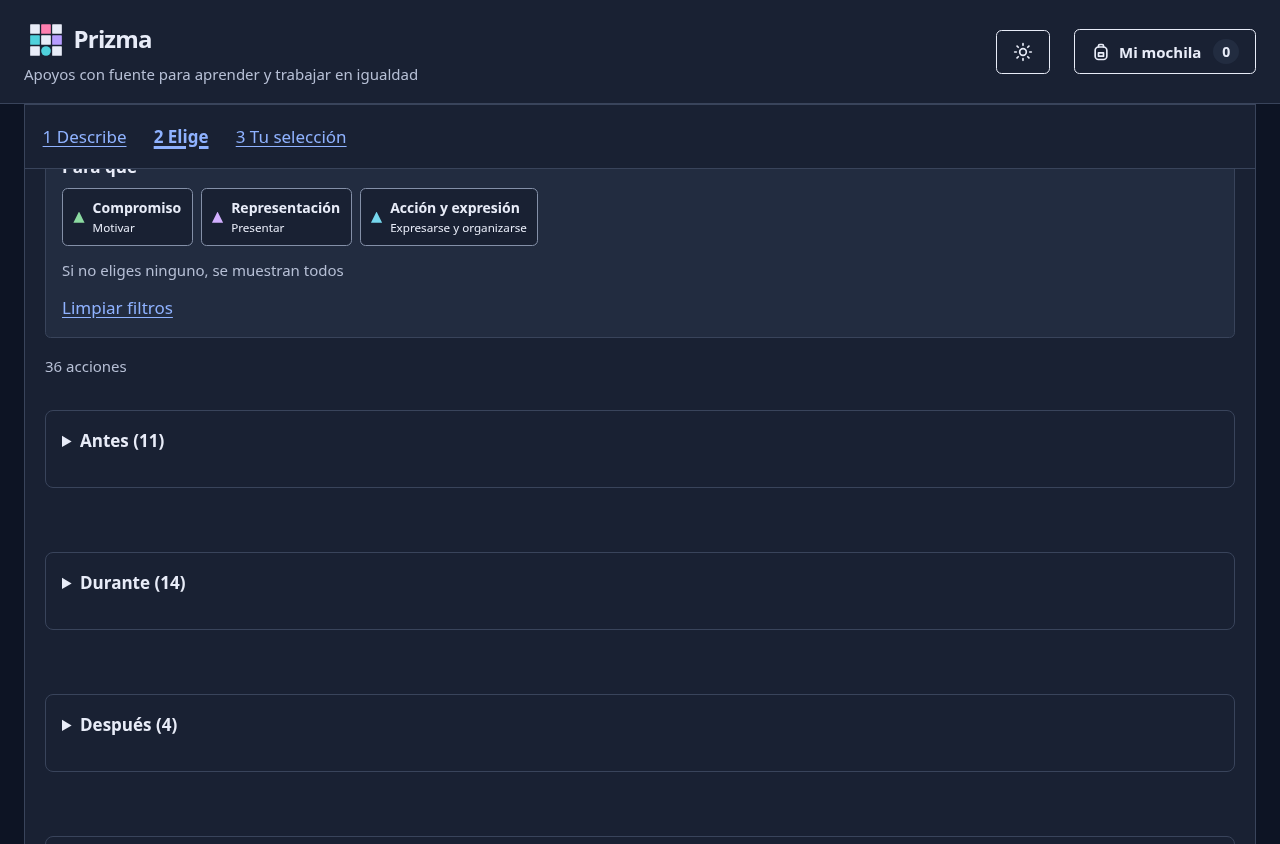 Prizma
Apoyos con fuente para aprender y trabajar en igualdad
Mi mochila 0
1 Describe 2 Elige 3 Tu selección
Para qué
Compromiso
Motivar
Representación
Presentar
Acción y expresión
Expresarse y organizarse
Si no eliges ninguno, se muestran todos
Limpiar filtros
36 acciones
Antes (11)
Durante (14)
Después (4)